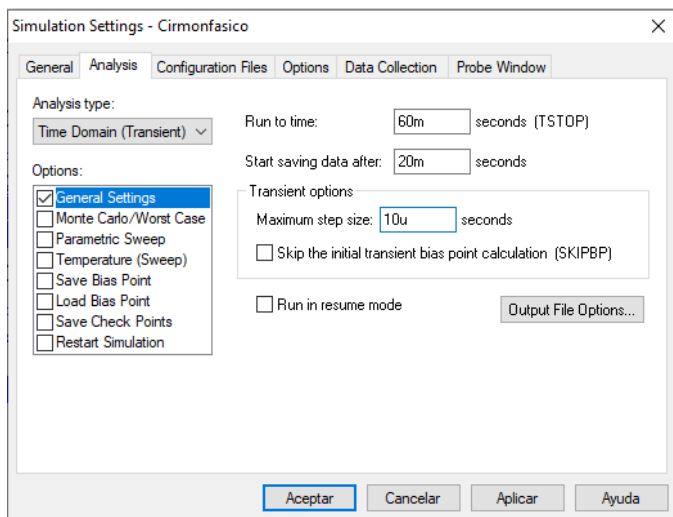 Simulation Settings - Cirmonfasico
General Analysis Configuration Files Options Data Collection Probe Window
Analysis type:
Time Domain (Transient)
Options:
General Settings
Monte Carlo/Worst Case
Parametric Sweep
Temperature (Sweep)
Save Bias Point
Load Bias Point
Save Check Points
Restart Simulation
Run to time: 60m seconds (TSTOP)
Start saving data after: 20m seconds
Transient options
Maximum step size: 10u seconds
Skip the initial transient bias point calculation (SKIPBP)
Run in resume mode
Output File Options...
Aceptar Cancelar Aplicar Ayuda